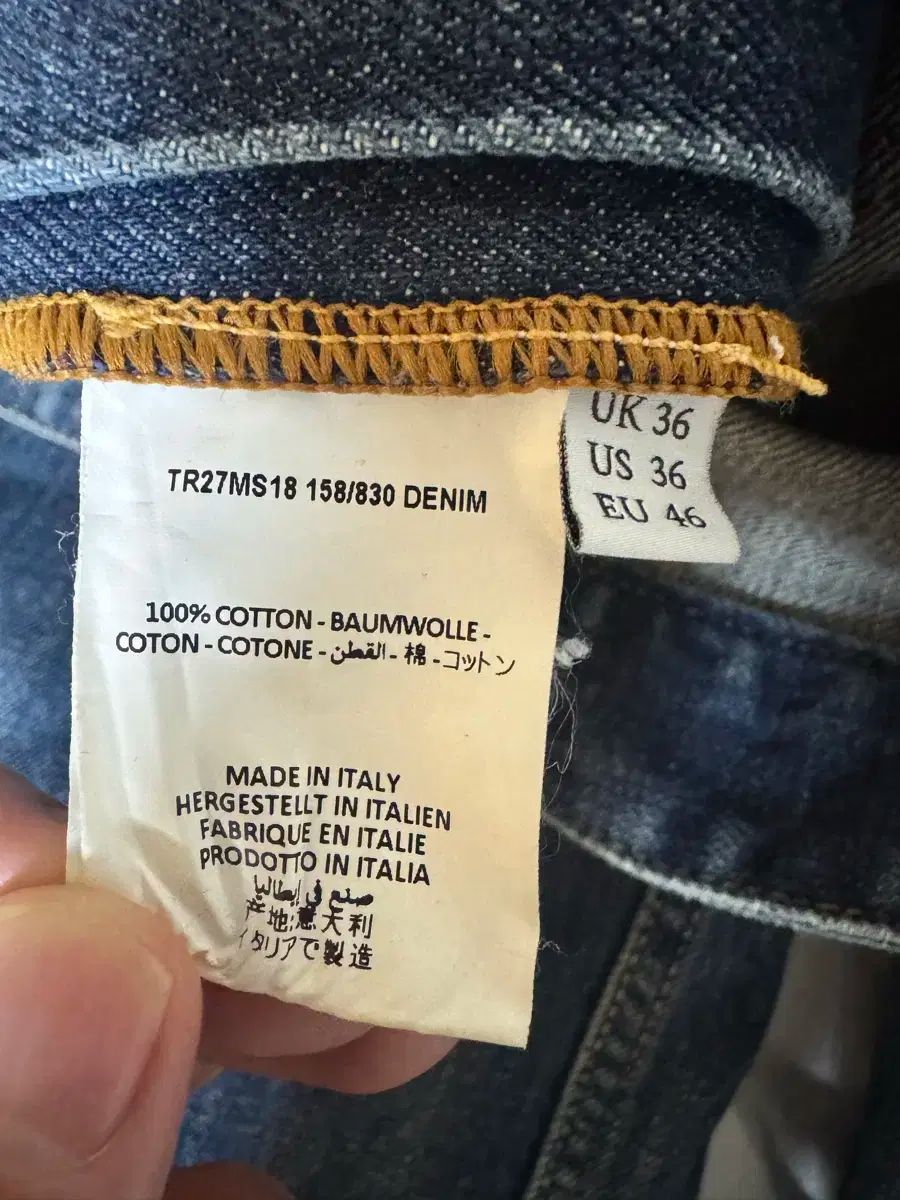 TR27MS18 158/830 DENIM
100% COTTON - BAUMWOLLE -
COTON - COTONE - القطن - 棉 - コットン
MADE IN ITALY
HERGESTELLT IN ITALIEN
FABRIQUE EN ITALIE
PRODOTTO IN ITALIA
صنع في إيطاليا
产地:意大利
イタリアで製造
UK 36
US 36
EU 46